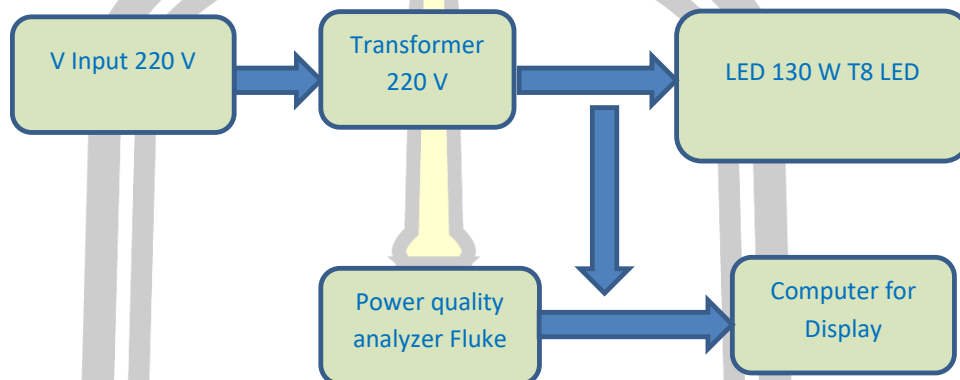 V Input 220 V
Transformer
220 V
LED 130 W T8 LED
Power quality
analyzer Fluke
Computer for
Display